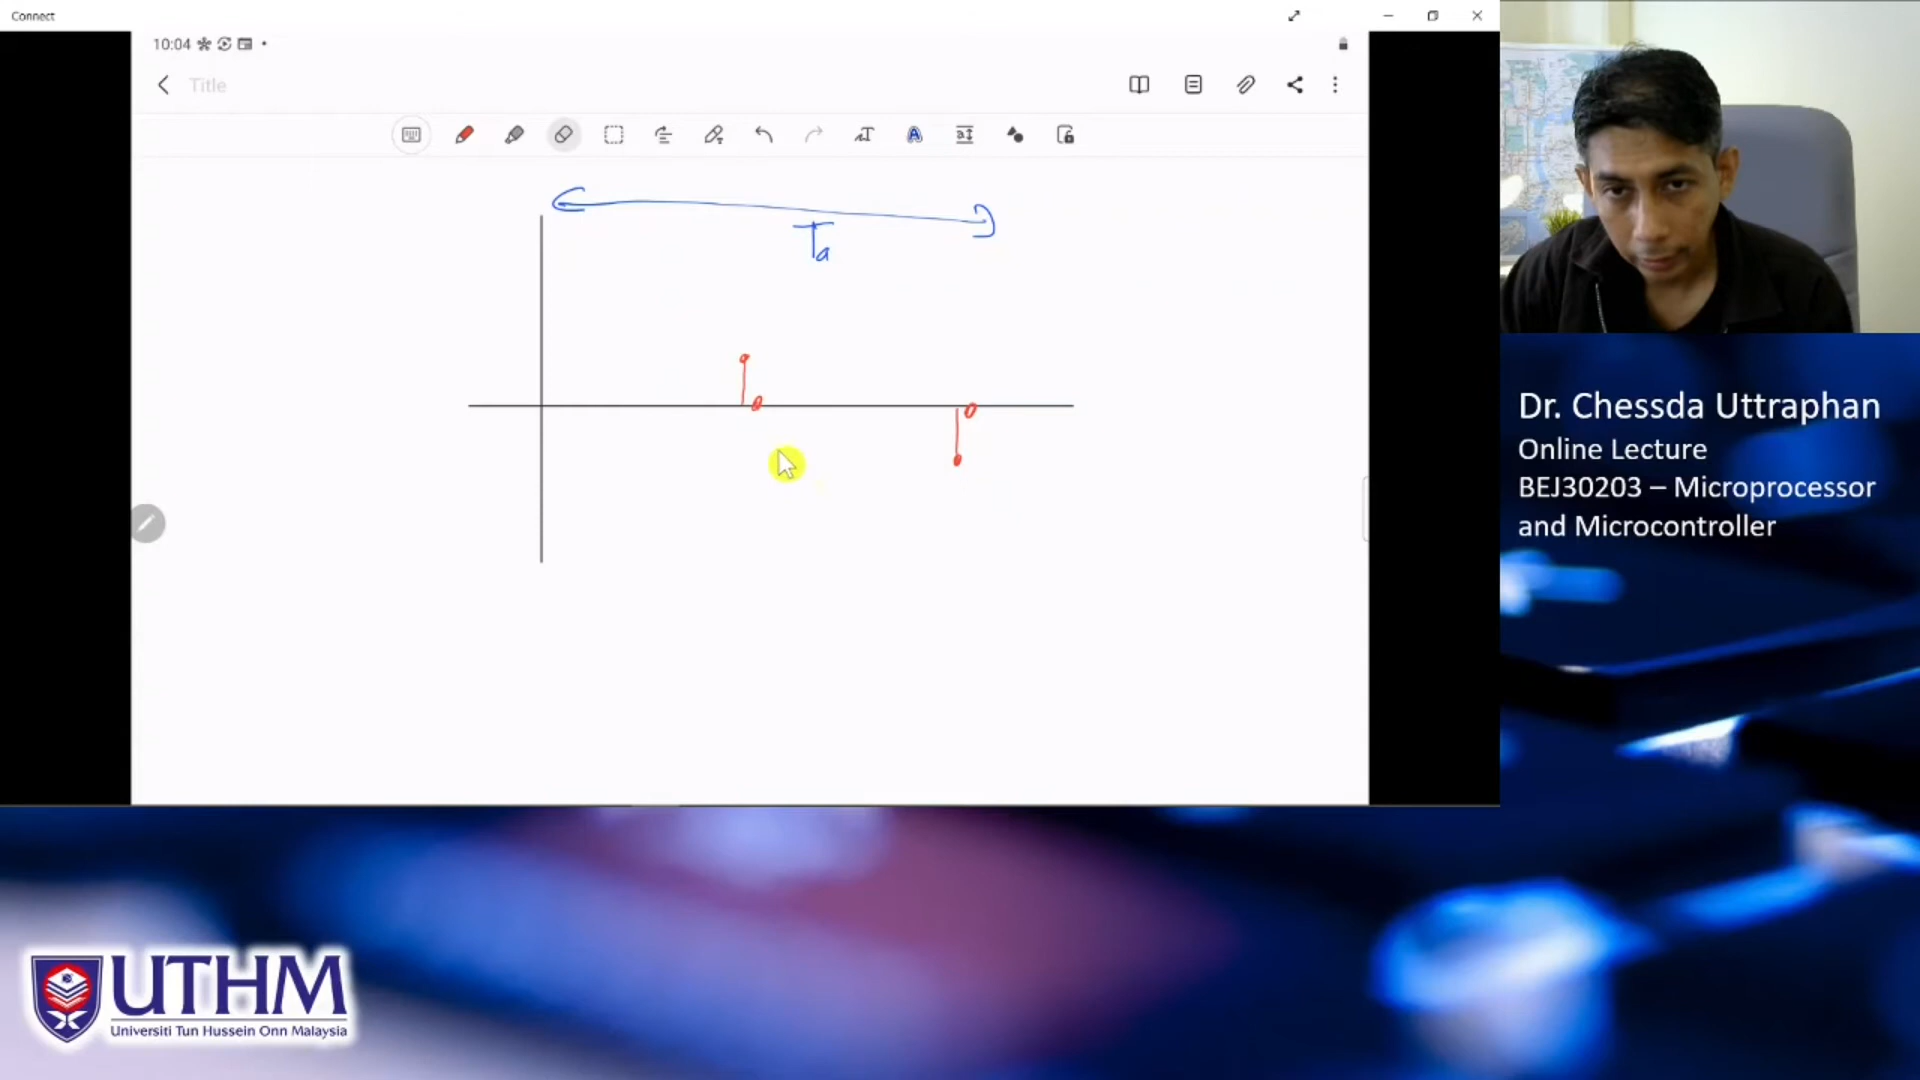 Connect
10:04
Title
Ta
Dr. Chessda Uttraphan
Online Lecture
BEJ30203 – Microprocessor
and Microcontroller
UTHM
Universiti Tun Hussein Onn Malaysia